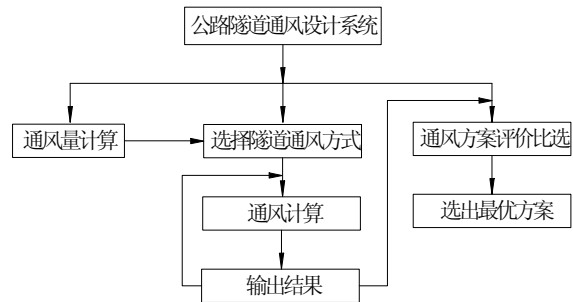 公路隧道通风设计系统
通风量计算
选择隧道通风方式
通风方案评价比选
通风计算
选出最优方案
输出结果